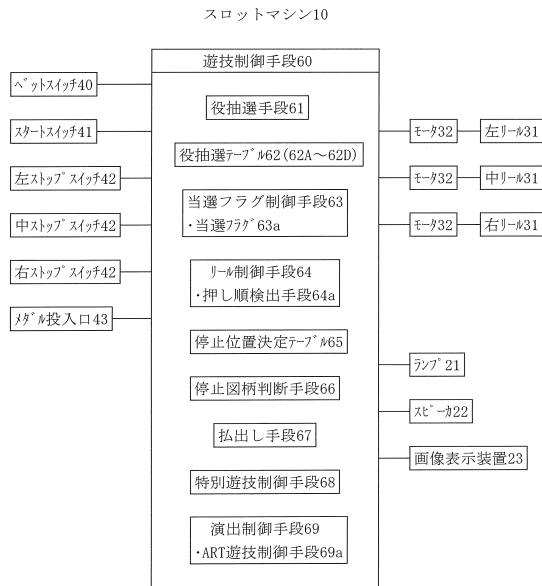 スロットマシン10
遊技制御手段60
ベットスイッチ40
スタートスイッチ41
左ストップスイッチ42
中ストップスイッチ42
右ストップスイッチ42
メダル投入口43
役抽選手段61
役抽選テーブル62(62A～62D)
当選フラグ制御手段63
・当選フラグ63a
リール制御手段64
・押し順検出手段64a
停止位置決定テーブル65
停止図柄判断手段66
払出し手段67
特別遊技制御手段68
演出制御手段69
・ART遊技制御手段69a
モータ32
左リール31
モータ32
中リール31
モータ32
右リール31
ランプ21
スピーカ22
画像表示装置23